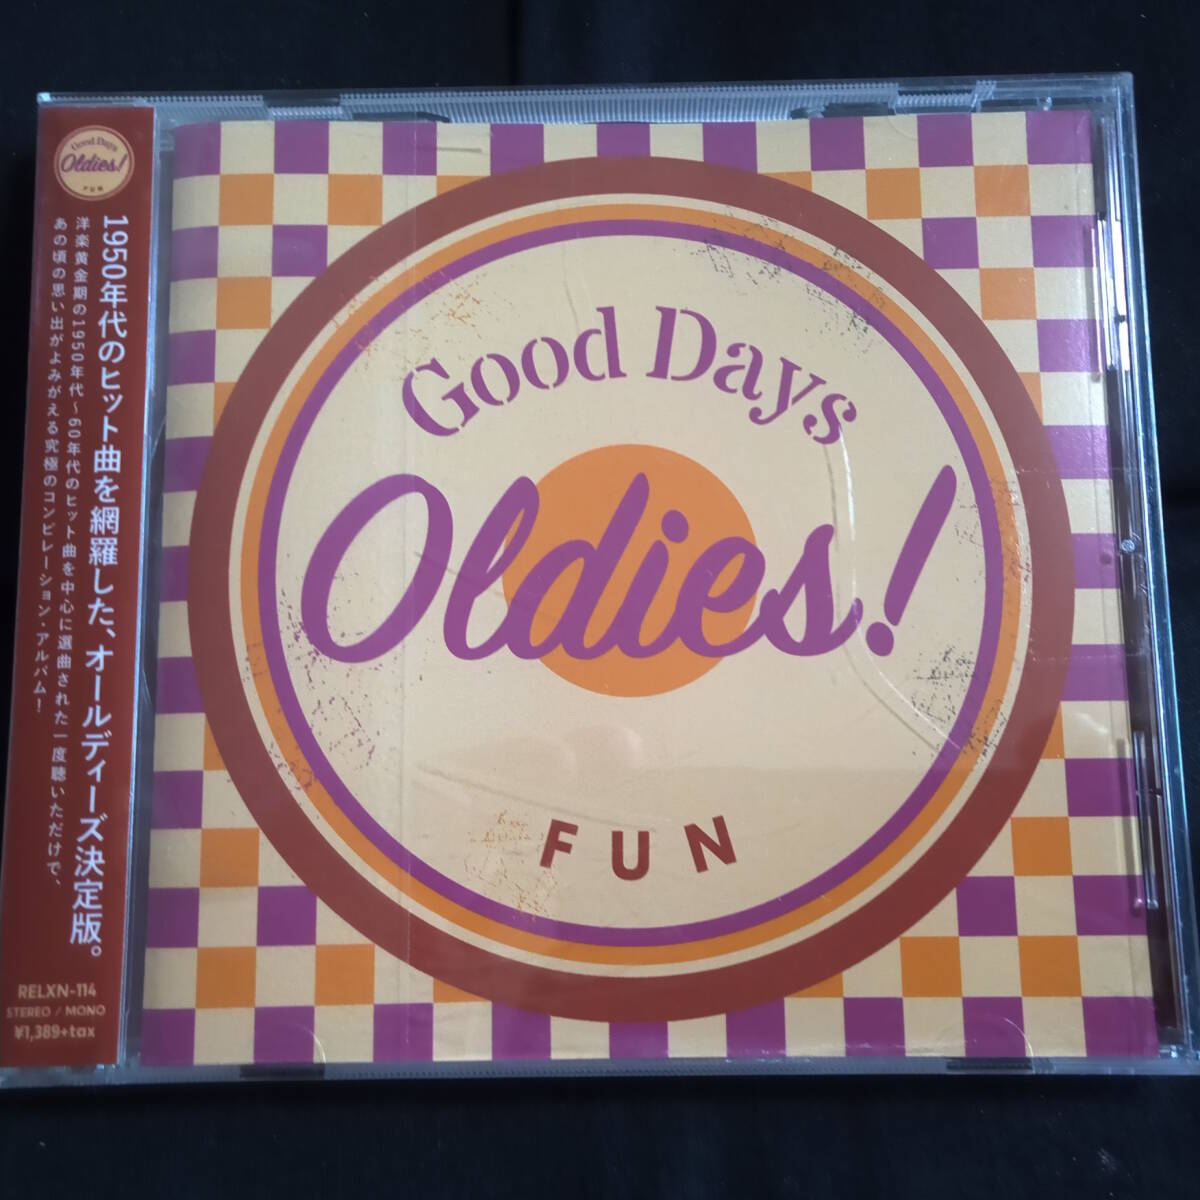 Good Days
Oldies!
FUN
1950年代のヒット曲を網羅した、オールディーズ決定版。
洋楽黄金期の1950年代～60年代のヒット曲を中心に選曲された一度聴いただけで、
あの頃の思い出がよみがえる究極のコンピレーション・アルバム！
RELXN-114
STEREO / MONO
¥1,389+tax
Good Days
Oldies!
FUN